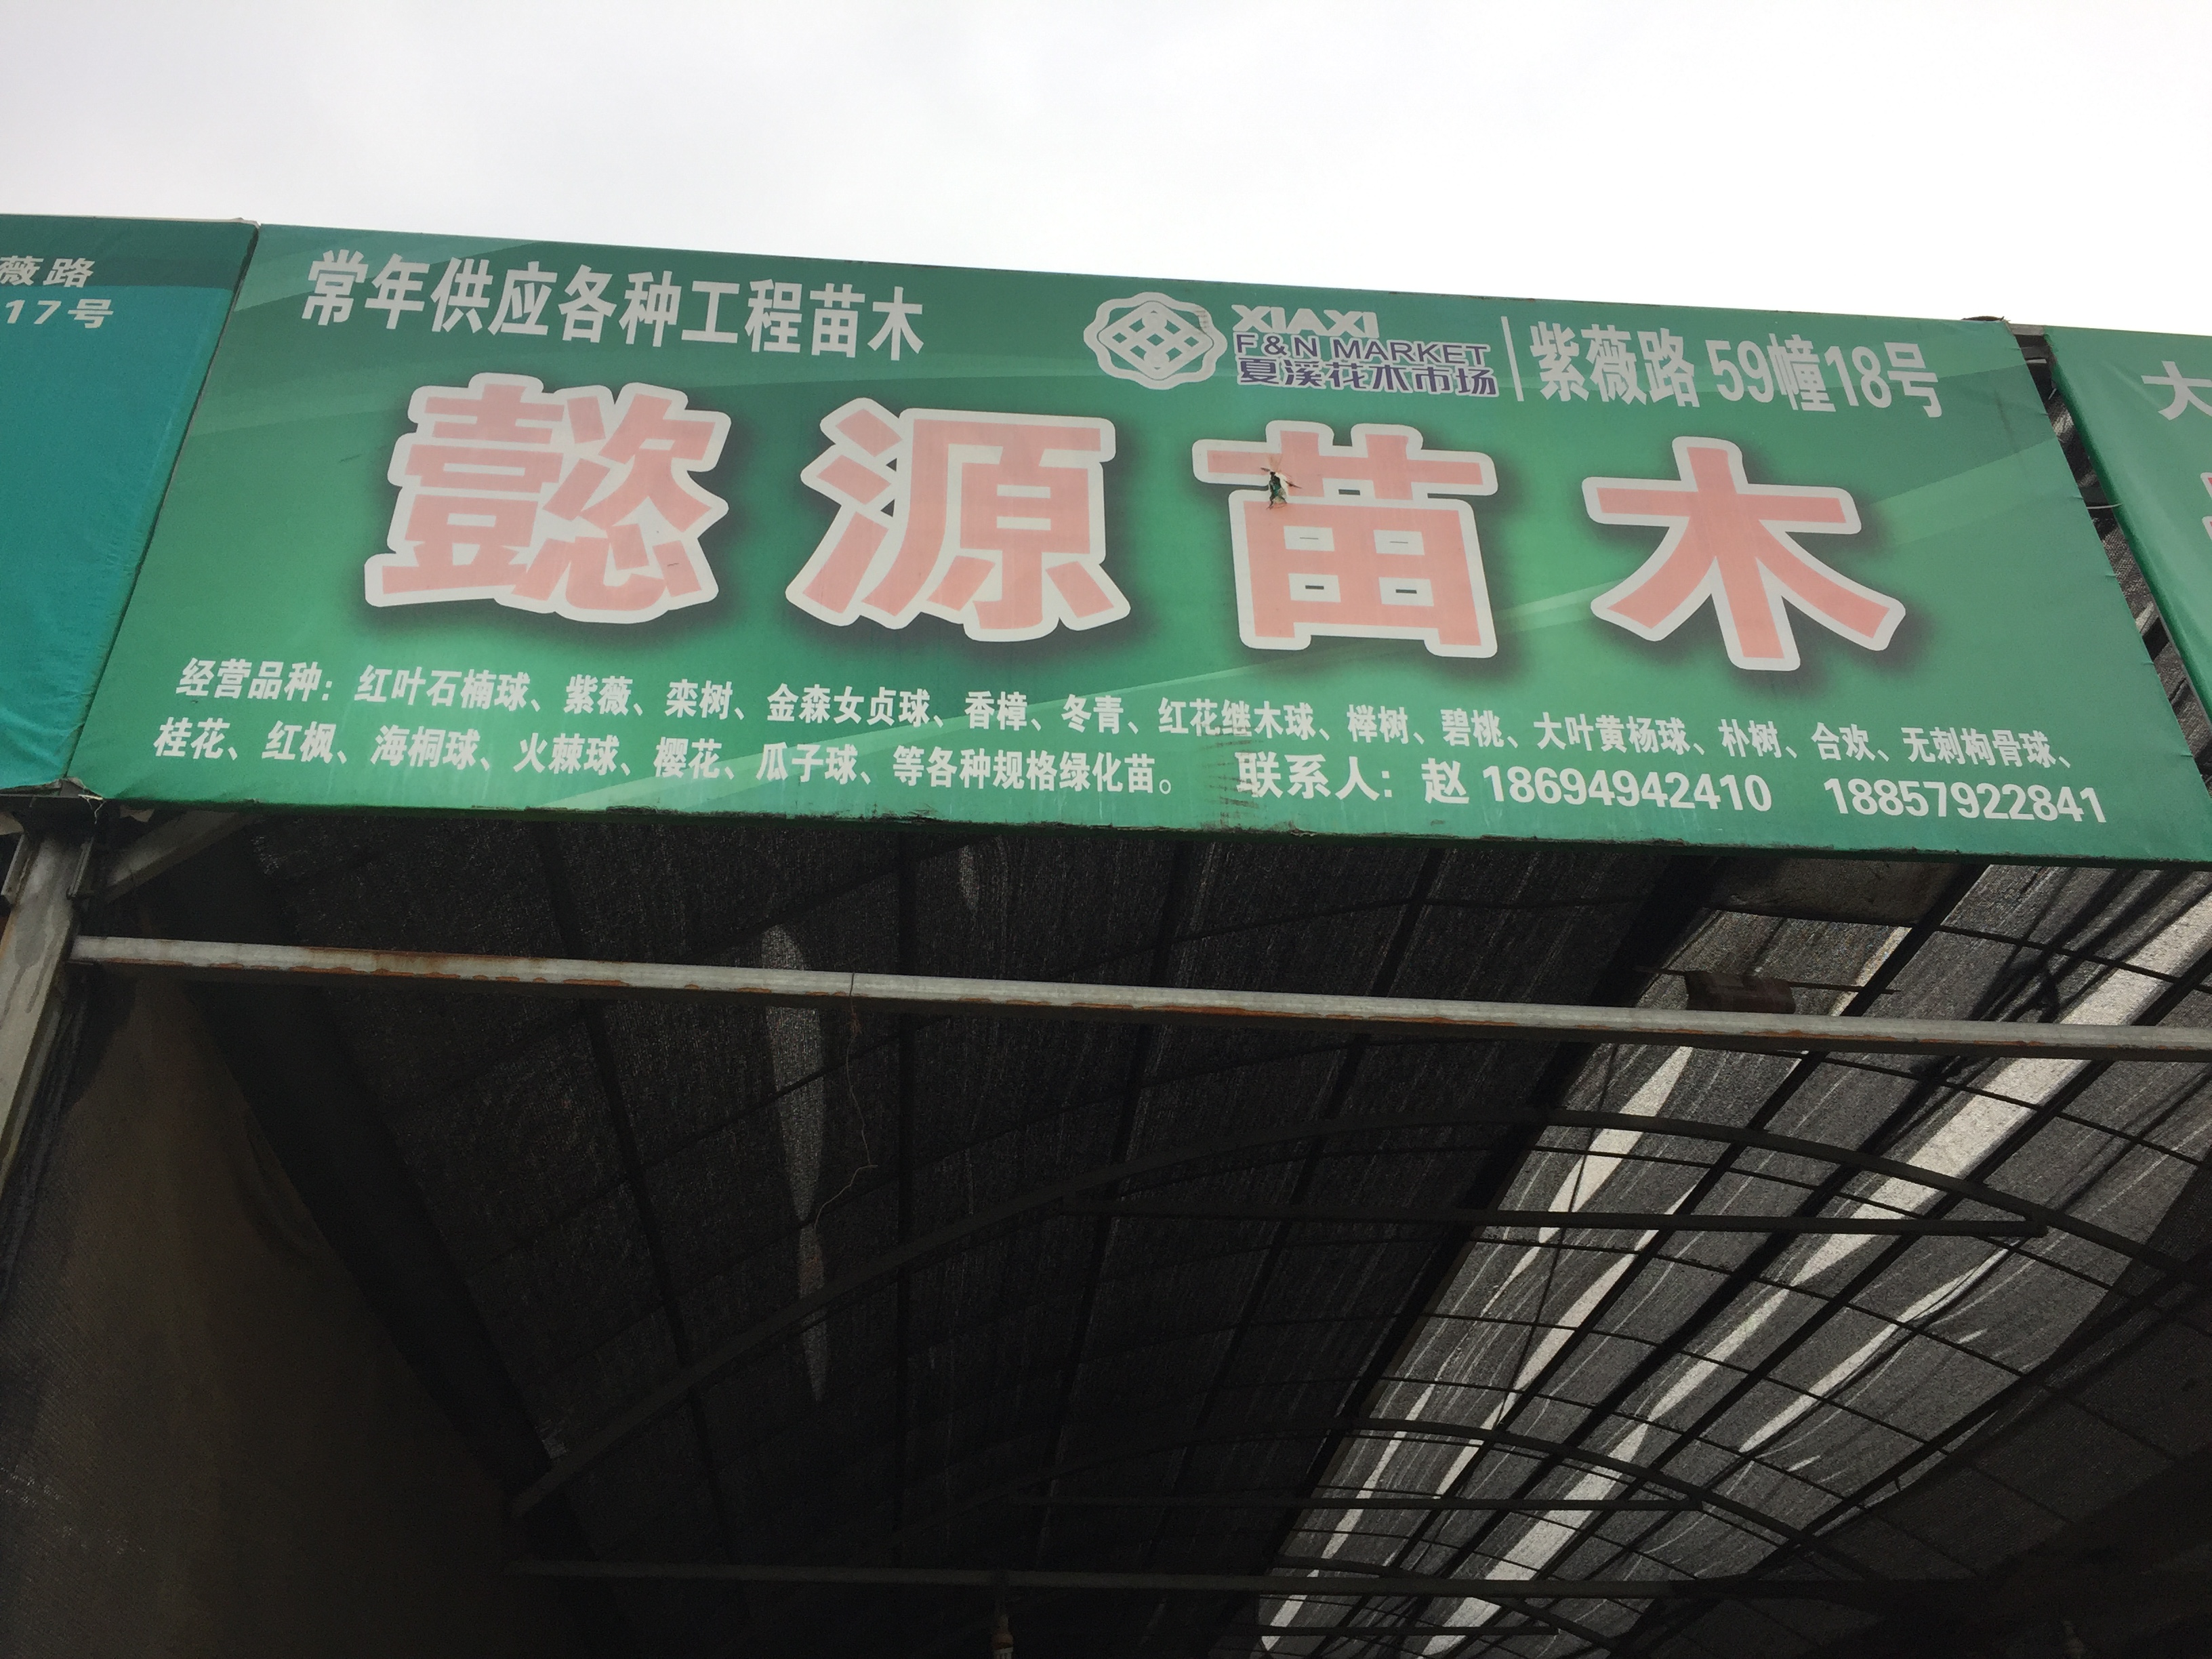 薇路
17号
常年供应各种工程苗木
XIAXI
F&N MARKET
夏溪花木市场
紫薇路 59幢18号
懿源苗木
经营品种：红叶石楠球、紫薇、栾树、金森女贞球、香樟、冬青、红花继木球、榉树、碧桃、大叶黄杨球、朴树、合欢、无刺枸骨球、
桂花、红枫、海桐球、火棘球、樱花、瓜子球、等各种规格绿化苗。 联系人：赵 18694942410 18857922841
大